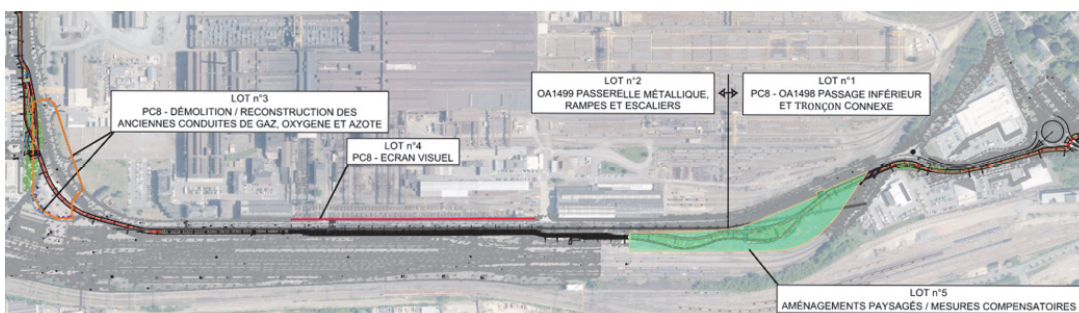 LOT n°2
OA1499 PASSERELLE MÉTALLIQUE,
RAMPES ET ESCALIERS
LOT n°1
PC8 - OA1498 PASSAGE INFÉRIEUR
ET TRONÇON CONNEXE
LOT n°3
PC8 - DÉMOLITION / RECONSTRUCTION DES
ANCIENNES CONDUITES DE GAZ, OXYGENE ET AZOTE
LOT n°4
PC8 - ECRAN VISUEL
LOT n°5
AMÉNAGEMENTS PAYSAGÉS / MESURES COMPENSATOIRES